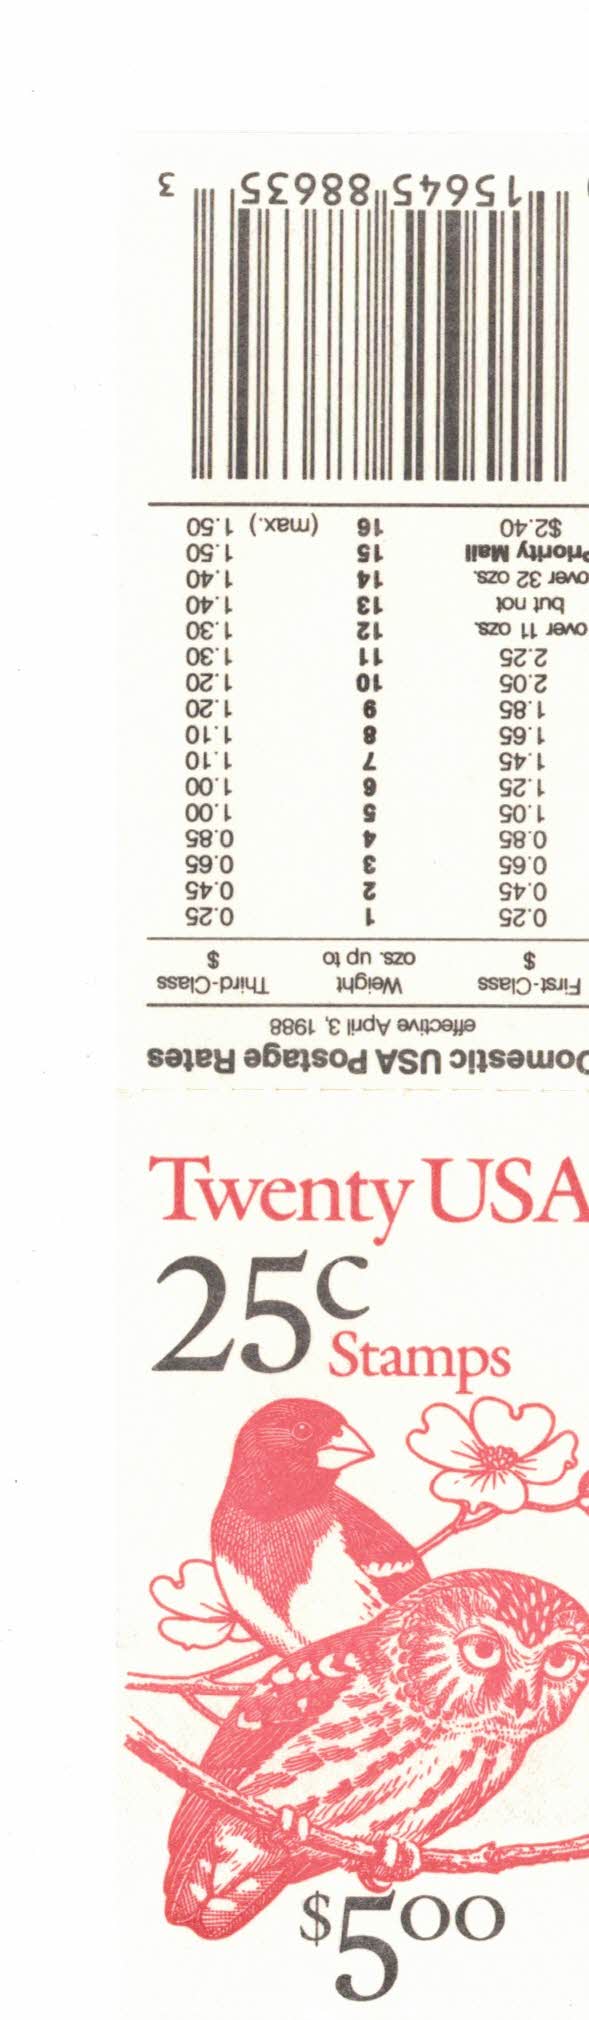 Domestic USA Postage Rates
effective April 3, 1988
First-Class Weight Third-Class
$ ozs. up to $
0.25 1 0.25
0.45 2 0.45
0.65 3 0.65
0.85 4 0.85
1.05 5 1.00
1.25 6 1.00
1.45 7 1.10
1.65 8 1.10
1.85 9 1.20
2.05 10 1.20
2.25 11 1.30
over 11 ozs. 12 1.30
but not 13 1.40
over 32 ozs. 14 1.40
Priority Mail 15 1.50
$2.40 16 (max.) 1.50
15645 88635 3
Twenty USA
25c
Stamps
$500